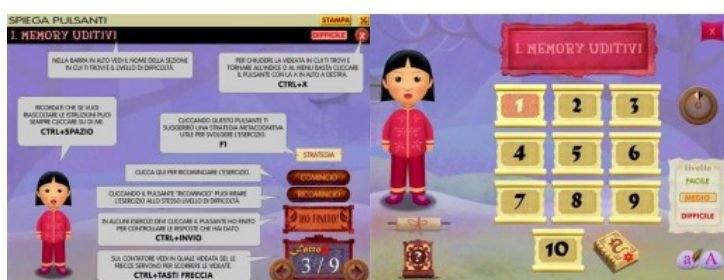 SPIEGA PULSANTI
STAMPA X
1. MEMORY UDITIVI
DIFFICILE X
NELLA BARRA IN ALTO VEDI IL NOME DELLA SEZIONE
IN CUI TI TROVI E IL LIVELLO DI DIFFICOLTÀ.
PER CHIUDERE LA VIDEATA IN CUI TI TROVI E
TORNARE ALL'INDICE O AL MENU BASTA CLICCARE
IL PULSANTE CON LA X IN ALTO A DESTRA.
CTRL+X
RICORDATI CHE SE VUOI
RIASCOLTARE LE ISTRUZIONI PUOI
SEMPRE CLICCARE SU DI ME.
CTRL+SPAZIO
CLICCANDO QUESTO PULSANTE TI
SUGGERIRÒ UNA STRATEGIA METACOGNITIVA
UTILE PER SVOLGERE L'ESERCIZIO.
F1
STRATEGIA
CLICCA QUI PER RICOMINCIARE L'ESERCIZIO.
COMINCIO
CLICCANDO IL PULSANTE "RICOMINCIO" PUOI RIFARE
L'ESERCIZIO ALLO STESSO LIVELLO DI DIFFICOLTÀ.
RICOMINCIO
IN ALCUNI ESERCIZI DEVI CLICCARE IL PULSANTE HO FINITO
PER CONTROLLARE LE RISPOSTE CHE HAI DATO.
CTRL+INVIO
HO FINITO!
SUL CONTATORE VEDI IN QUALE VIDEATA SEI. LE
FRECCE SERVONO PER SCORRERE LE VIDEATE.
CTRL+TASTI FRECCIA
3/9
1. MEMORY UDITIVI
X
1 2 3
4 5 6
7 8 9
10
?
livello
FACILE
MEDIO
DIFFICILE
a A